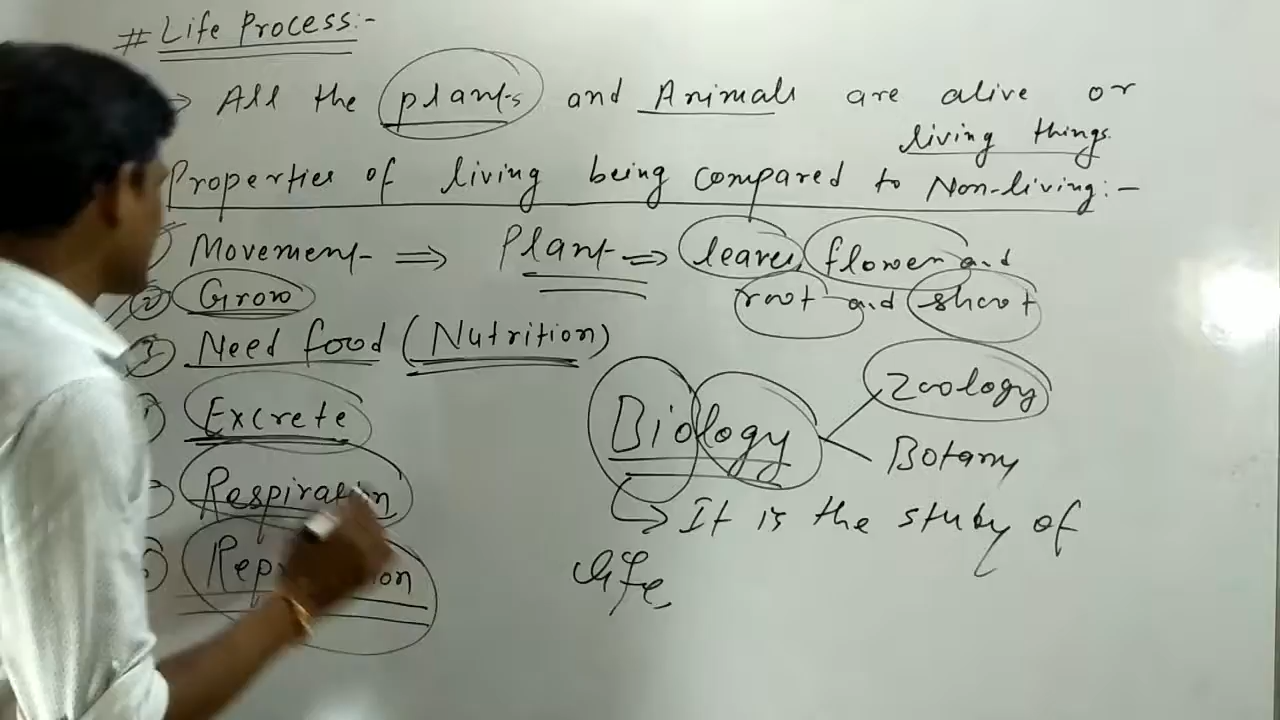 # Life Process:-
→ All the plants and Animals are alive or
living things.
Properties of living being compared to Non-living:-
Movement ⇒ Plant ⇒ leaves, flower and
root and shoot
② Grow
③ Need food (Nutrition)
Excrete
Respiration
Biology
Zoology
Botany
→ It is the study of
life,